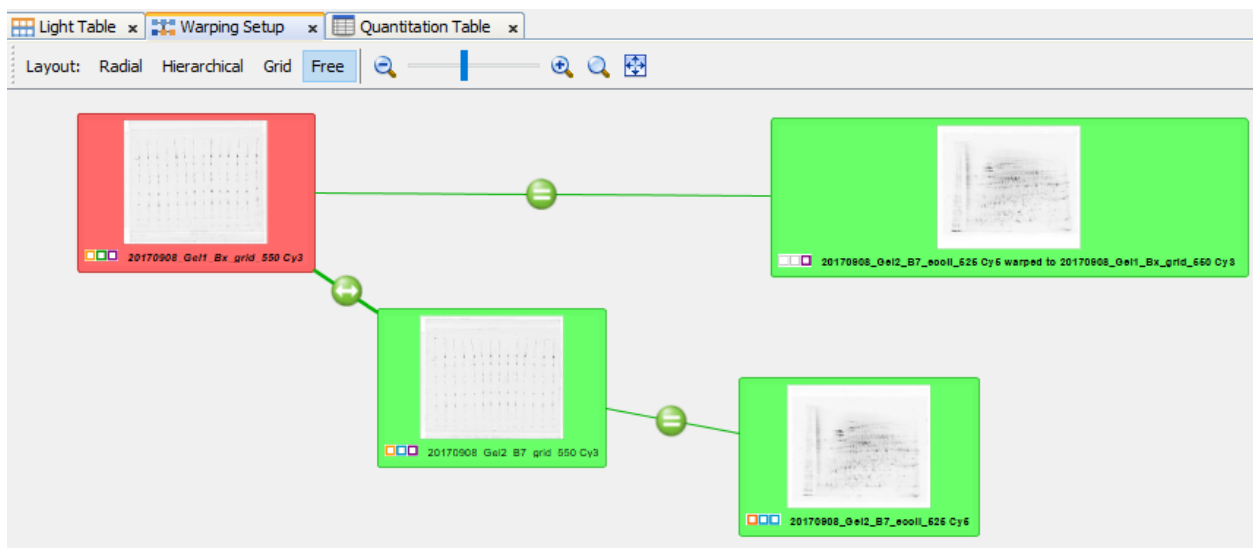 Light Table x Warping Setup x Quantitation Table x
Layout: Radial Hierarchical Grid Free
20170908_Gel1_Bx_grid_550 Cy3
20170908_Gel2_B7_ecoli_525 Cy5 warped to 20170908_Gel1_Bx_grid_550 Cy3
20170908_Gel2_B7_grid_550 Cy3
20170908_Gel2_B7_ecoli_525 Cy5